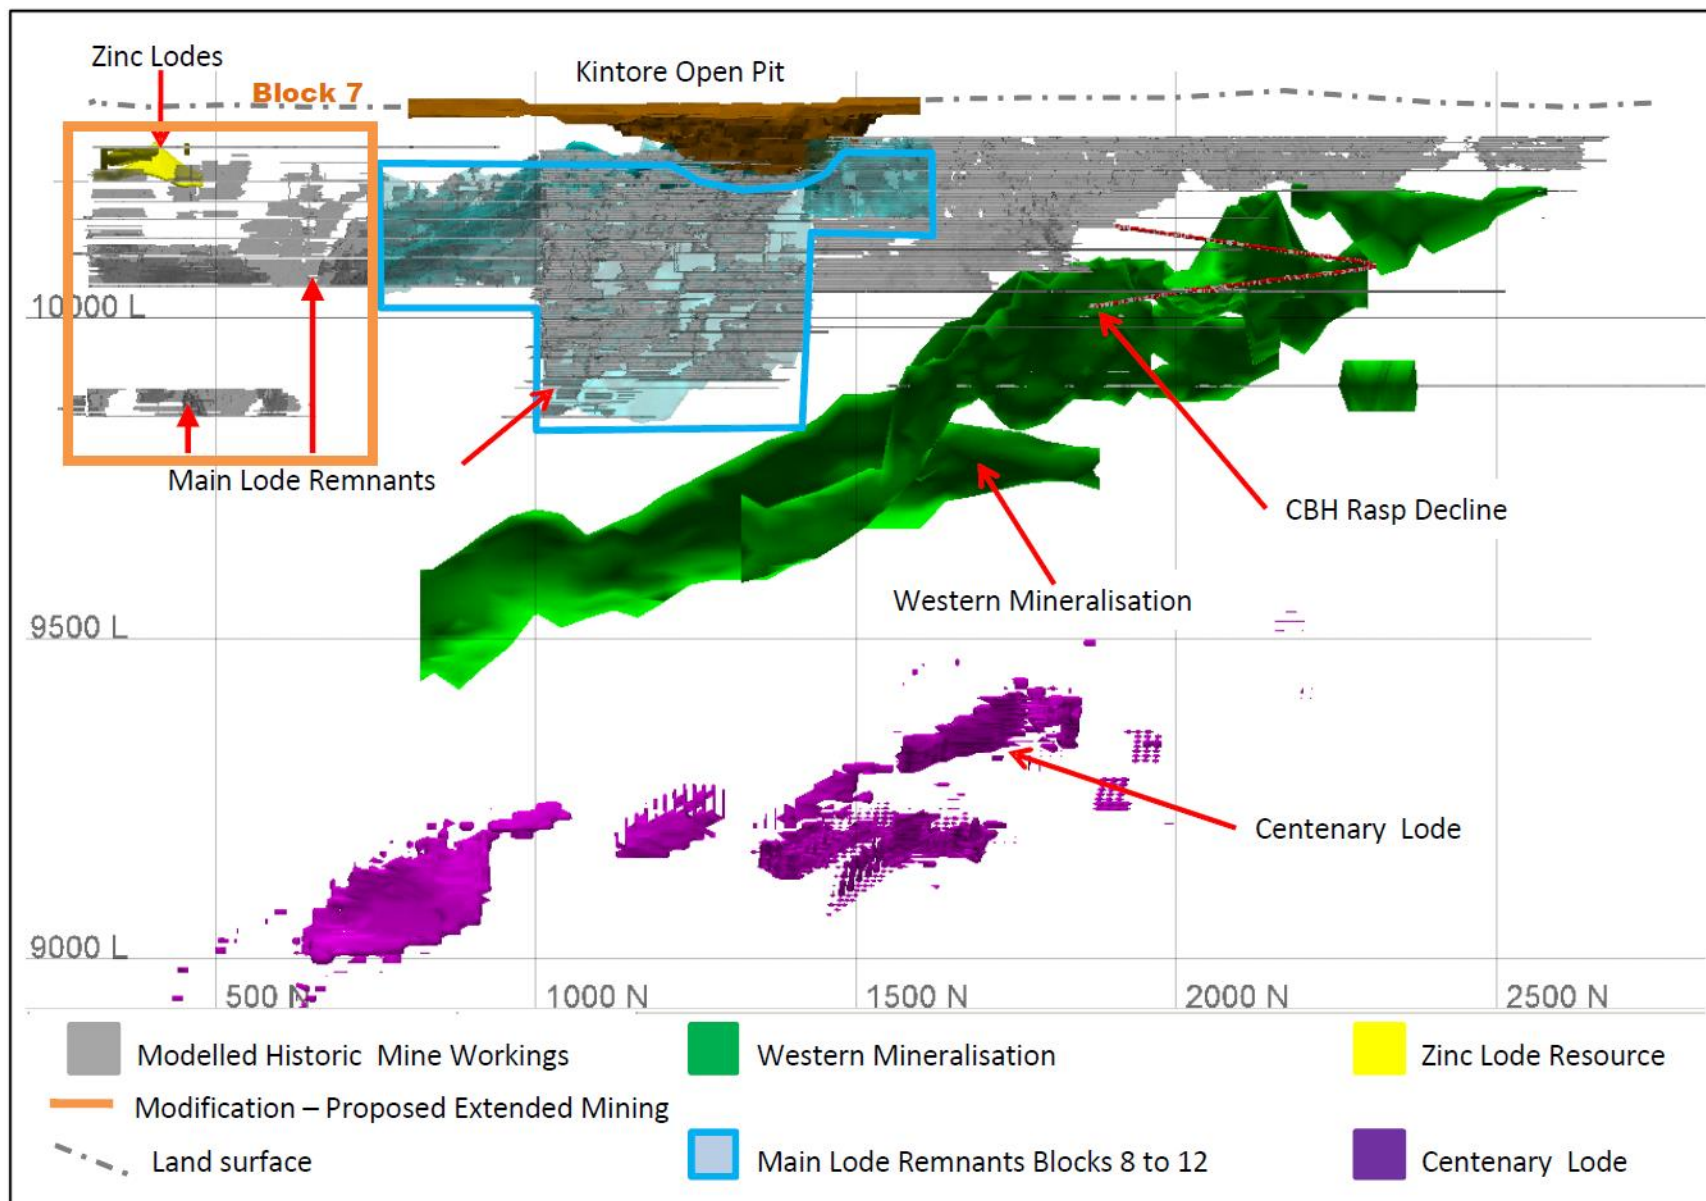 Zinc Lodes
Block 7
Kintore Open Pit
10000 L
Main Lode Remnants
CBH Rasp Decline
Western Mineralisation
9500 L
Centenary Lode
9000 L
500 N
1000 N
1500 N
2000 N
2500 N
Modelled Historic Mine Workings
Western Mineralisation
Zinc Lode Resource
Modification – Proposed Extended Mining
Land surface
Main Lode Remnants Blocks 8 to 12
Centenary Lode